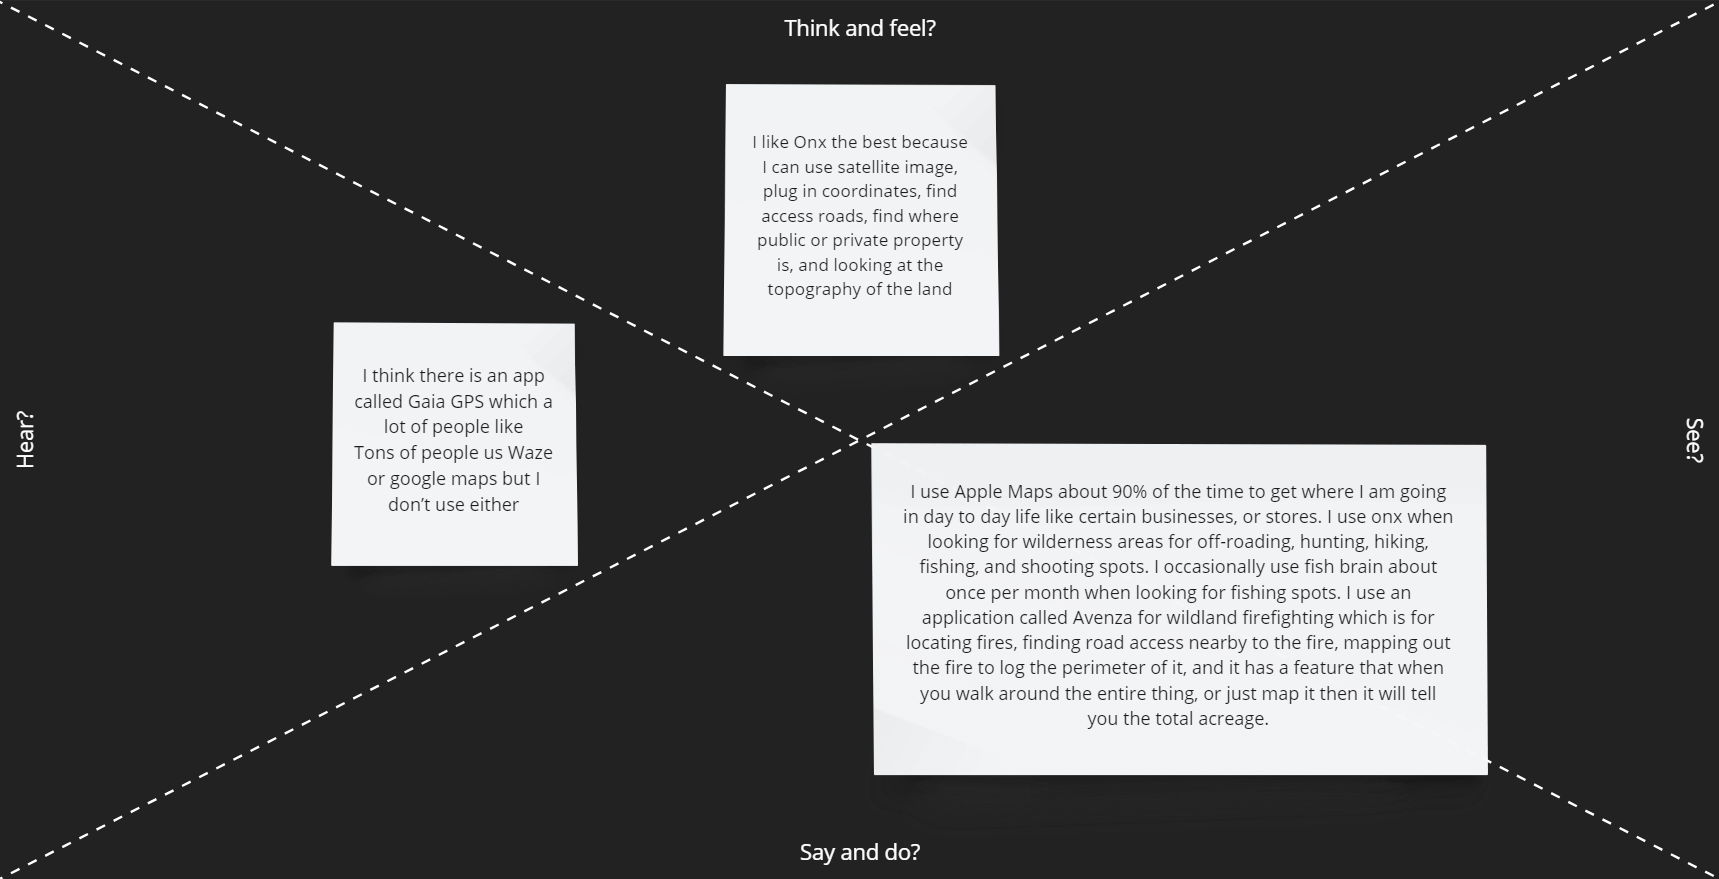 Think and feel?
I like Onx the best because
I can use satellite image,
plug in coordinates, find
access roads, find where
public or private property
is, and looking at the
topography of the land
Hear?
I think there is an app
called Gaia GPS which a
lot of people like
Tons of people us Waze
or google maps but I
don’t use either
See?
I use Apple Maps about 90% of the time to get where I am going
in day to day life like certain businesses, or stores. I use onx when
looking for wilderness areas for off-roading, hunting, hiking,
fishing, and shooting spots. I occasionally use fish brain about
once per month when looking for fishing spots. I use an
application called Avenza for wildland firefighting which is for
locating fires, finding road access nearby to the fire, mapping out
the fire to log the perimeter of it, and it has a feature that when
you walk around the entire thing, or just map it then it will tell
you the total acreage.
Say and do?